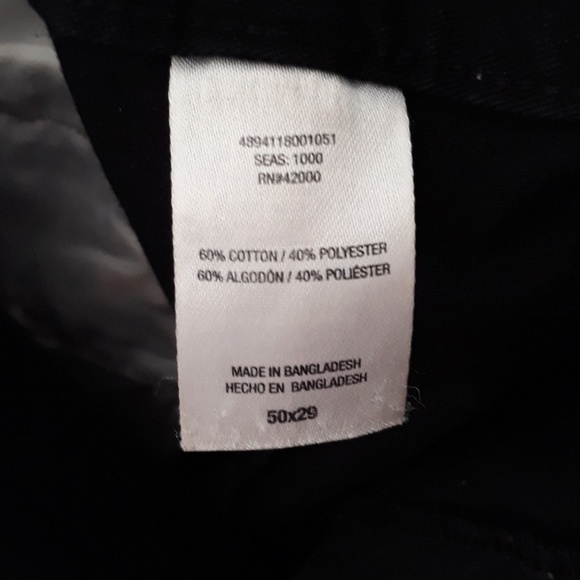 4894118001051
SEAS: 1000
RN#42000
60% COTTON / 40% POLYESTER
60% ALGODÓN / 40% POLIÉSTER
MADE IN BANGLADESH
HECHO EN BANGLADESH
50x29